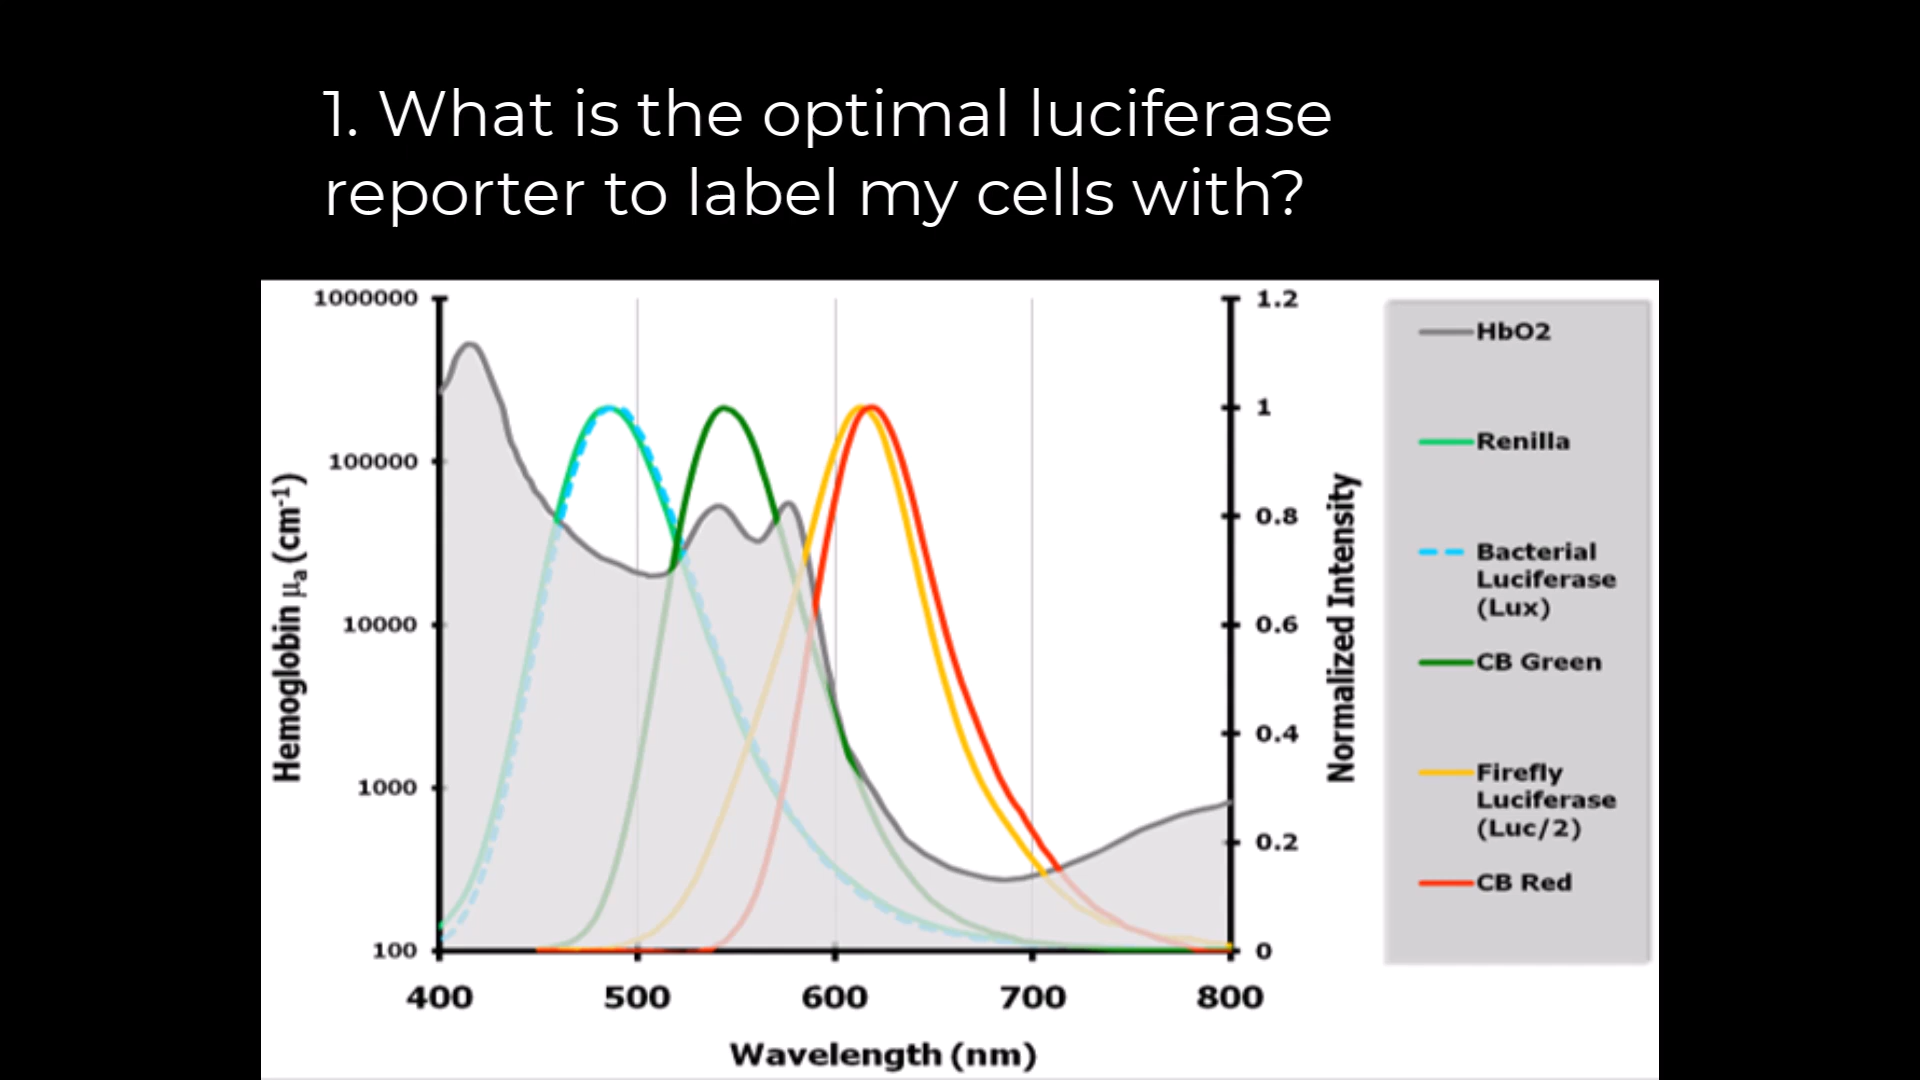 1. What is the optimal luciferase
reporter to label my cells with?
1000000
100000
10000
1000
100
Hemoglobin μa (cm-1)
400
500
600
700
800
Wavelength (nm)
1.2
1
0.8
0.6
0.4
0.2
0
Normalized Intensity
HbO2
Renilla
Bacterial
Luciferase
(Lux)
CB Green
Firefly
Luciferase
(Luc/2)
CB Red